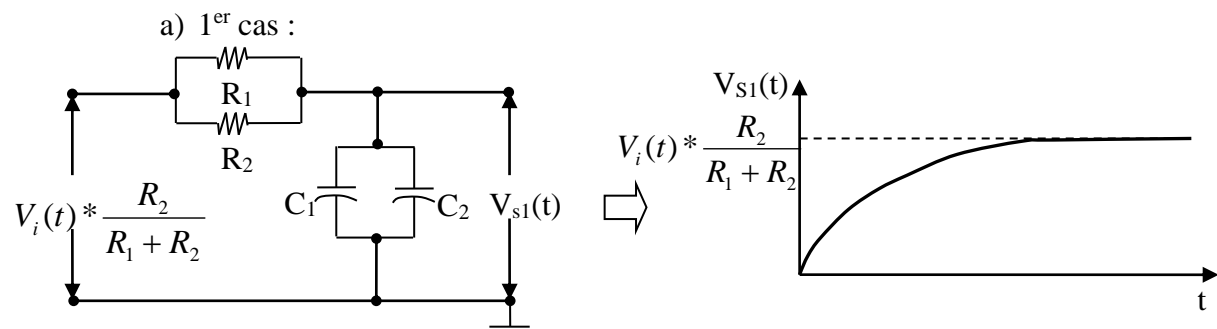 a) 1er cas :
R1
R2
C1
C2
Vi(t) * R2 / (R1 + R2)
Vs1(t)
VS1(t)
Vi(t) * R2 / (R1 + R2)
t